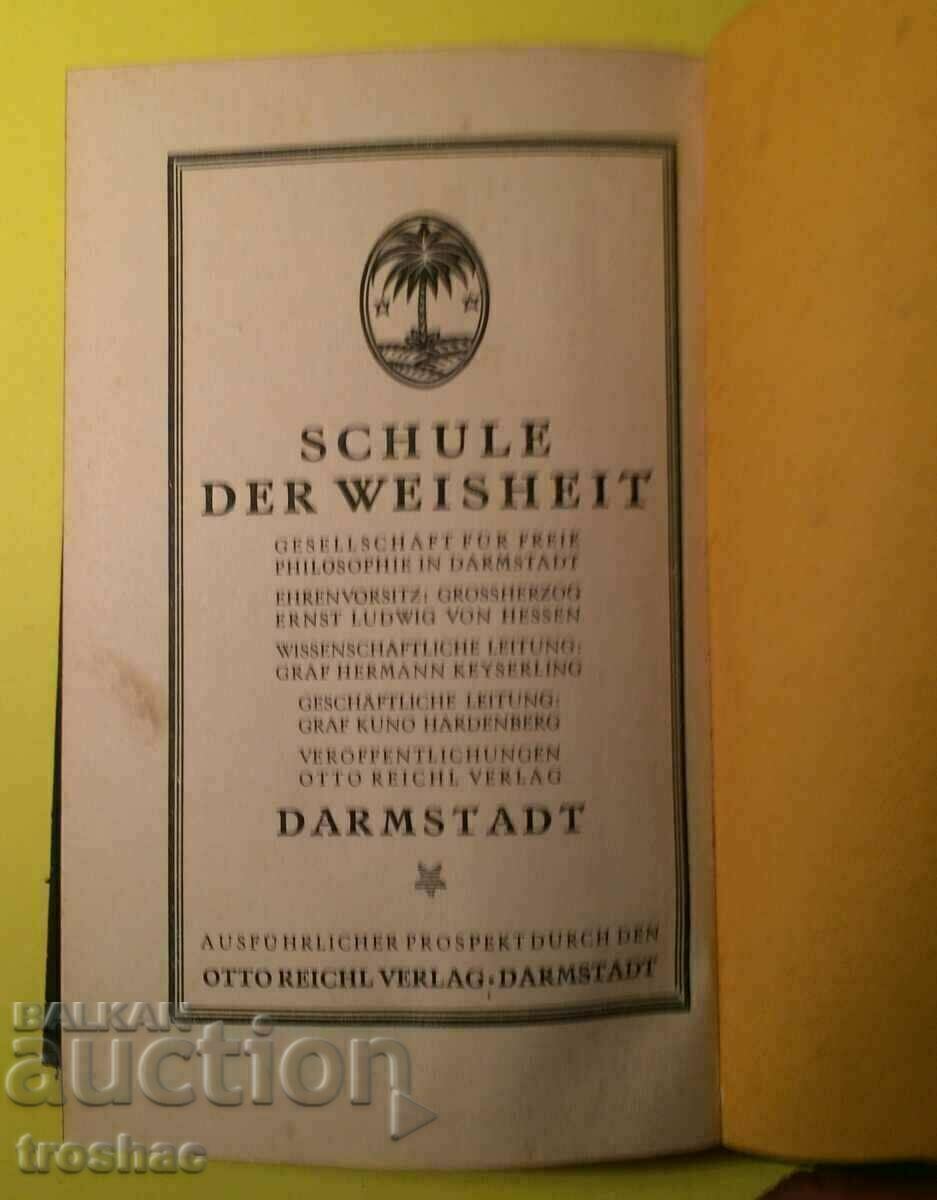 SCHULE
DER WEISHEIT
GESELLSCHAFT FÜR FREIE
PHILOSOPHIE IN DARMSTADT
EHRENVORSITZ: GROSSHERZOG
ERNST LUDWIG VON HESSEN
WISSENSCHAFTLICHE LEITUNG:
GRAF HERMANN KEYSERLING
GESCHÄFTLICHE LEITUNG:
GRAF KUNO HARDENBERG
VERÖFFENTLICHUNGEN
OTTO REICHL VERLAG
DARMSTADT
AUSFÜHRLICHER PROSPEKT DURCH DEN
OTTO REICHL VERLAG: DARMSTADT
BALKAN
auction
troshac